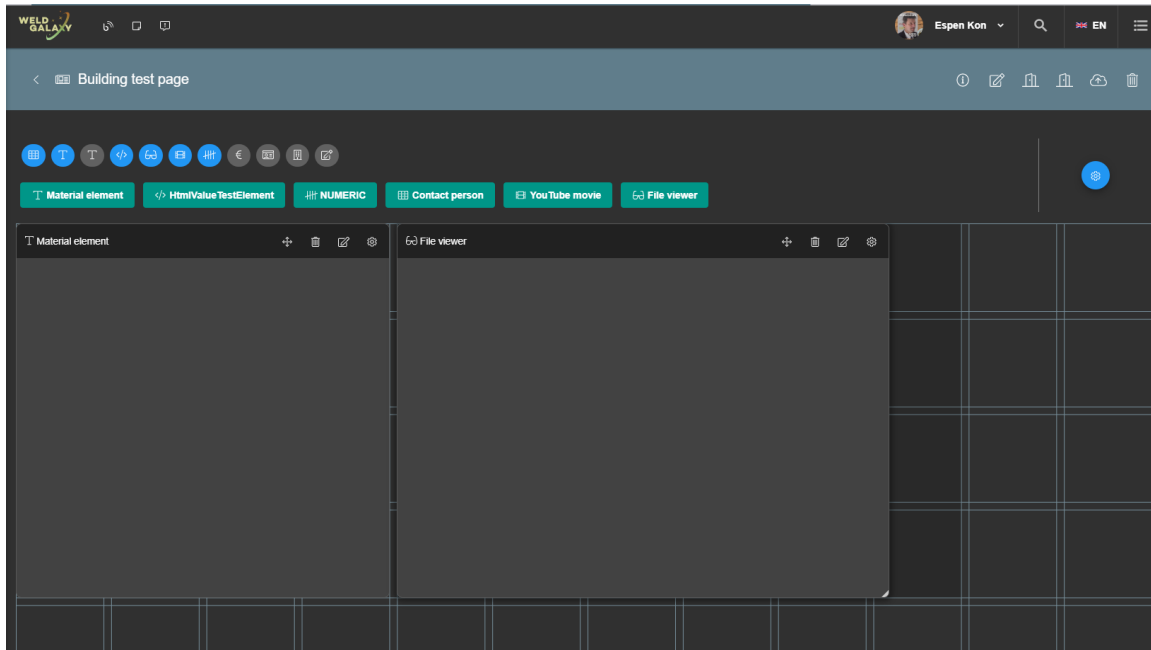 WELD
GALAXY
Espen Kon
EN
Building test page
Material element
HtmlValueTestElement
NUMERIC
Contact person
YouTube movie
File viewer
Material element
File viewer